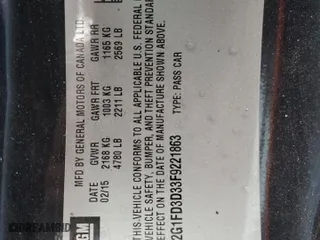 MFD BY GENERAL MOTORS OF CANADA LTD.
DATE GVWR GAWR FRT GAWR RR
02/15 2168 KG 1003 KG 1165 KG
4780 LB 2211 LB 2569 LB
THIS VEHICLE CONFORMS TO ALL APPLICABLE U.S. FEDERAL
VEHICLE SAFETY, BUMPER, AND THEFT PREVENTION STANDARDS
IN EFFECT ON THE DATE OF MANUFACTURE SHOWN ABOVE.
2G1FD3D33F9221863 TYPE: PASS CAR
GM